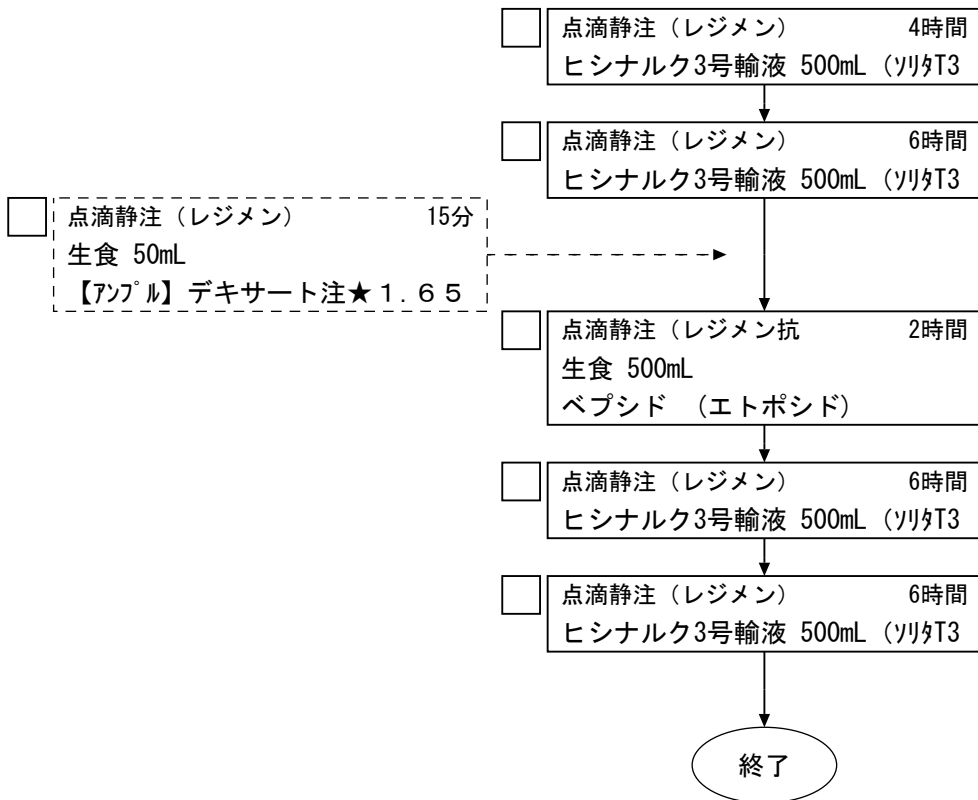 点滴静注（レジメン） 4時間
ヒシナルク3号輸液 500mL（ｿﾘﾀT3
点滴静注（レジメン） 6時間
ヒシナルク3号輸液 500mL（ｿﾘﾀT3
点滴静注（レジメン） 15分
生食 50mL
【ｱﾝﾌﾟﾙ】デキサート注★１.６５
点滴静注（レジメン抗 2時間
生食 500mL
ベプシド （エトポシド）
点滴静注（レジメン） 6時間
ヒシナルク3号輸液 500mL（ｿﾘﾀT3
点滴静注（レジメン） 6時間
ヒシナルク3号輸液 500mL（ｿﾘﾀT3
終了